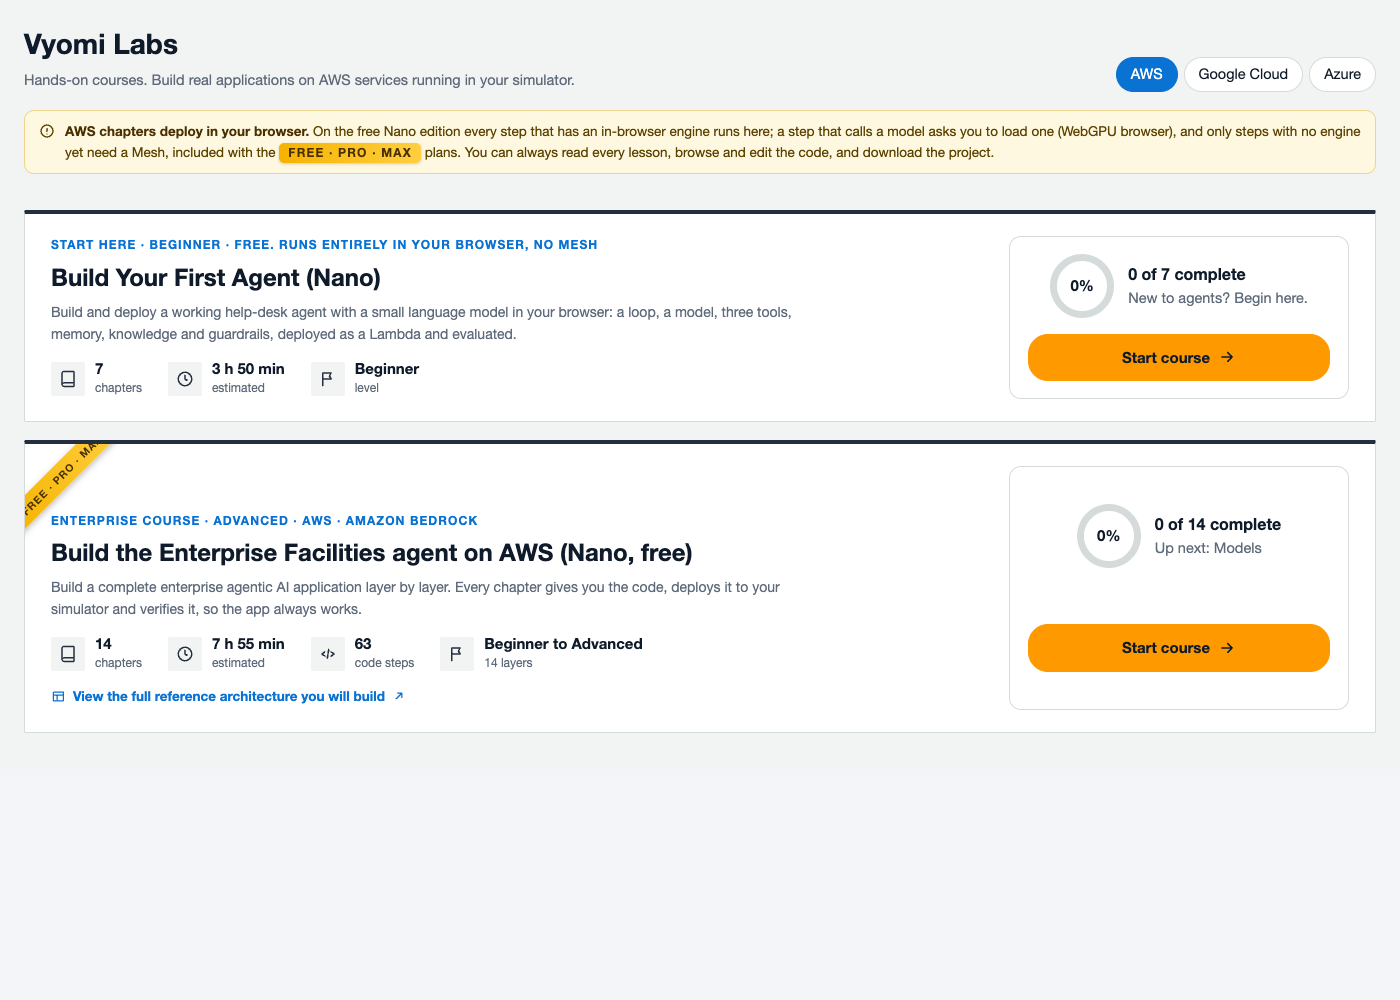 Vyomi Labs
Hands-on courses. Build real applications on AWS services running in your simulator.
AWS
Google Cloud
Azure
AWS chapters deploy in your browser. On the free Nano edition every step that has an in-browser engine runs here; a step that calls a model asks you to load one (WebGPU browser), and only steps with no engine
yet need a Mesh, included with the FREE · PRO · MAX plans. You can always read every lesson, browse and edit the code, and download the project.
START HERE · BEGINNER · FREE. RUNS ENTIRELY IN YOUR BROWSER, NO MESH
Build Your First Agent (Nano)
Build and deploy a working help-desk agent with a small language model in your browser: a loop, a model, three tools,
memory, knowledge and guardrails, deployed as a Lambda and evaluated.
7
chapters
3 h 50 min
estimated
Beginner
level
0%
0 of 7 complete
New to agents? Begin here.
Start course →
FREE · PRO · MA
ENTERPRISE COURSE · ADVANCED · AWS · AMAZON BEDROCK
Build the Enterprise Facilities agent on AWS (Nano, free)
Build a complete enterprise agentic AI application layer by layer. Every chapter gives you the code, deploys it to your
simulator and verifies it, so the app always works.
14
chapters
7 h 55 min
estimated
63
code steps
Beginner to Advanced
14 layers
View the full reference architecture you will build ↗
0%
0 of 14 complete
Up next: Models
Start course →